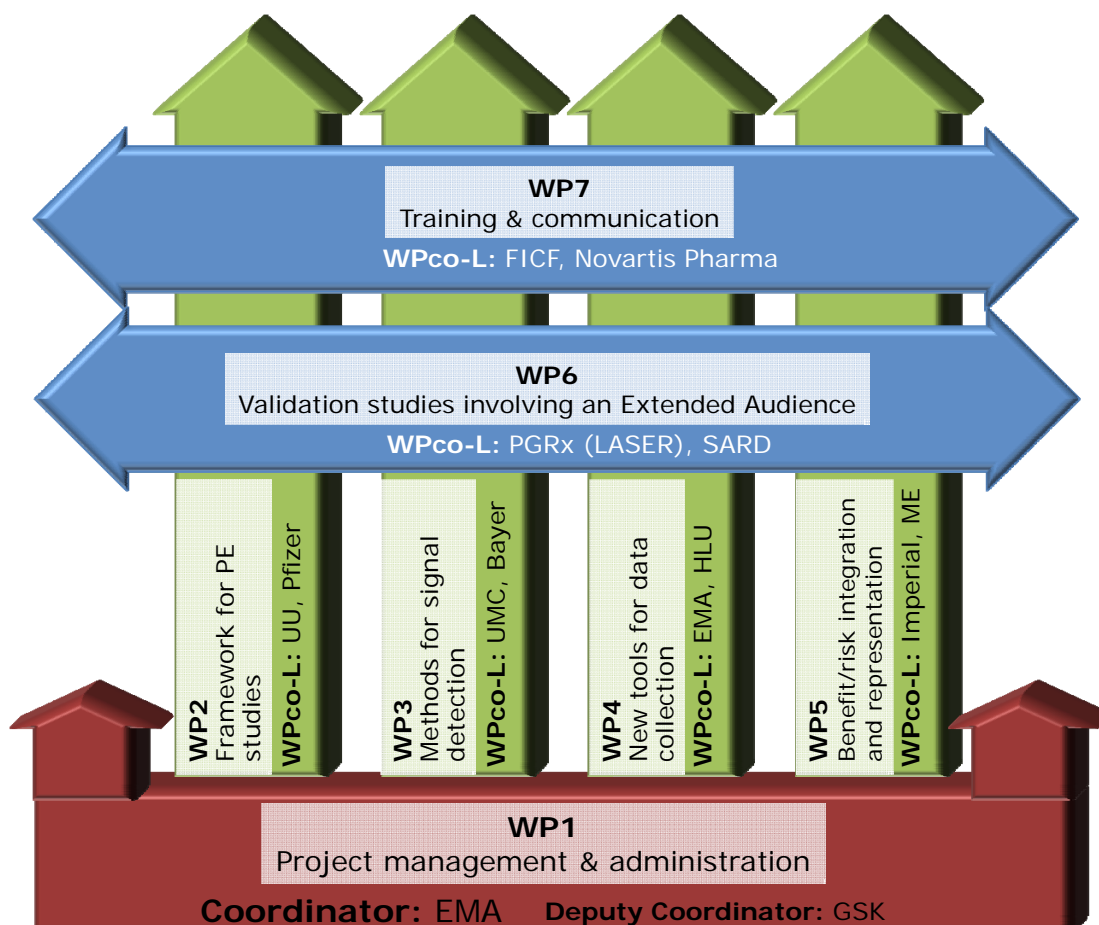 WP7
Training & communication
WPco-L: FICF, Novartis Pharma
WP6
Validation studies involving an Extended Audience
WPco-L: PGRx (LASER), SARD
WP2
Framework for PE
studies
WPco-L: UU, Pfizer
WP3
Methods for signal
detection
WPco-L: UMC, Bayer
WP4
New tools for data
collection
WPco-L: EMA, HLU
WP5
Benefit/risk integration
and representation
WPco-L: Imperial, ME
WP1
Project management & administration
Coordinator: EMA Deputy Coordinator: GSK